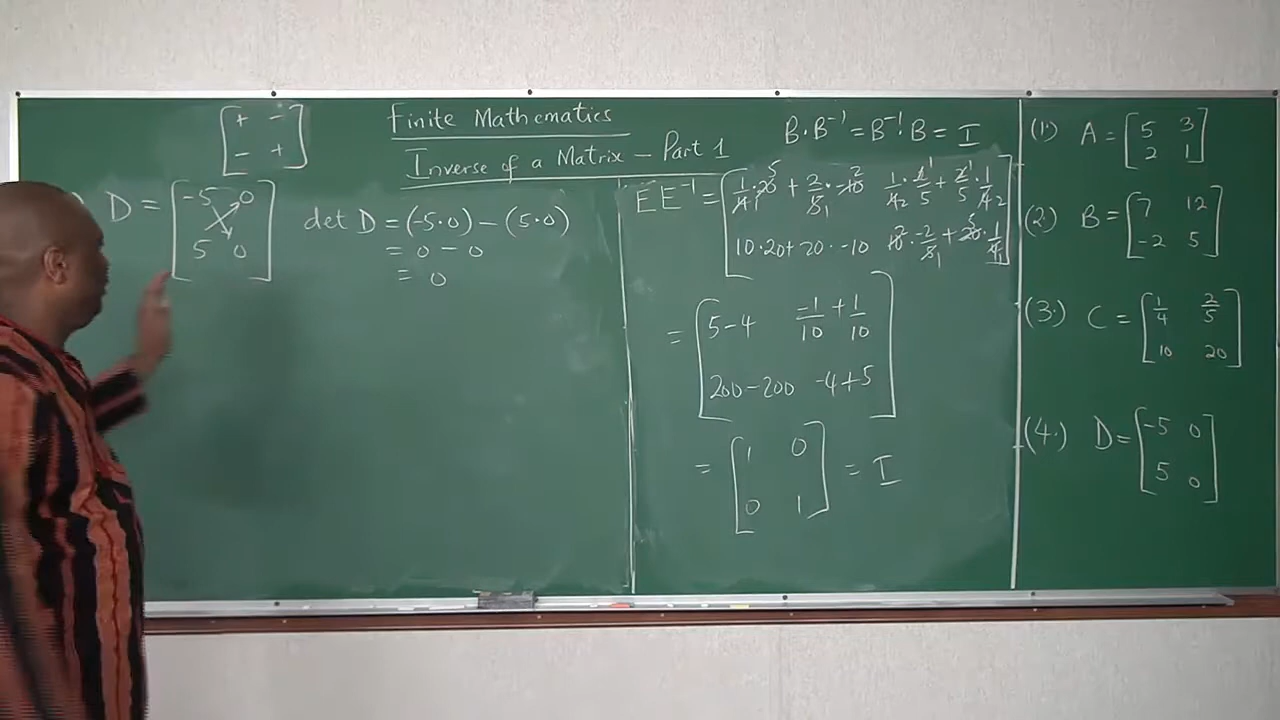 [+ -
- +]
Finite Mathematics
Inverse of a Matrix – Part 1
) D = [-5 0
5 0]
det D = (-5·0) - (5·0)
= 0 - 0
= 0
B·B⁻¹ = B⁻¹·B = I
E E⁻¹ =
10·20 + 20·-10
= [5-4 -1/10 + 1/10
200-200 -4+5]
= [1 0
0 1] = I
(1.) A = [5 3
2 1]
(2.) B = [7 12
-2 5]
(3.) C = [1/4 2/5
10 20]
(4.) D = [-5 0
5 0]